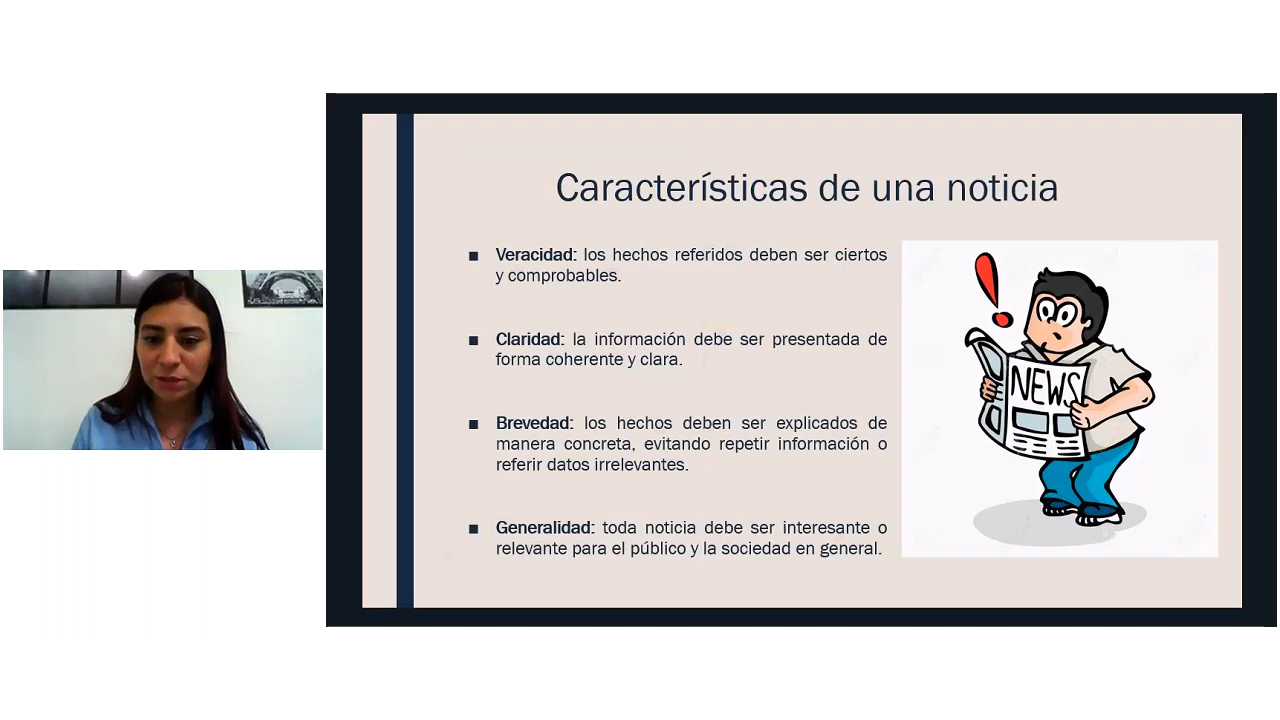 Características de una noticia
■ Veracidad: los hechos referidos deben ser ciertos
y comprobables.
■ Claridad: la información debe ser presentada de
forma coherente y clara.
■ Brevedad: los hechos deben ser explicados de
manera concreta, evitando repetir información o
referir datos irrelevantes.
■ Generalidad: toda noticia debe ser interesante o
relevante para el público y la sociedad en general.
NEWS